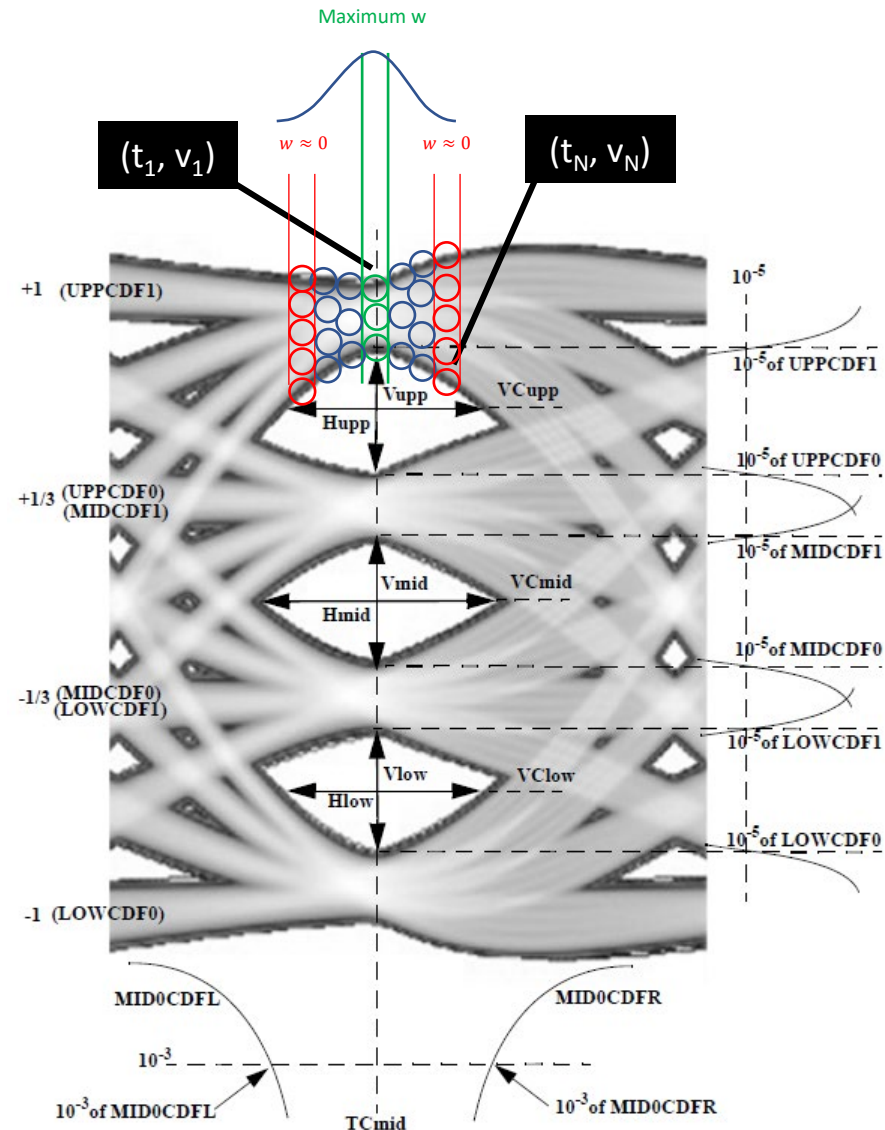 Maximum w
w ≈ 0
w ≈ 0
(t₁, v₁)
(t_N, v_N)
+1 (UPPCDF1)
10⁻⁵
10⁻⁵of UPPCDF1
Vupp
VCupp
Hupp
10⁻⁵of UPPCDF0
+1/3 (UPPCDF0)
(MIDCDF1)
10⁻⁵of MIDCDF1
Vmid
VCmid
Hmid
10⁻⁵of MIDCDF0
-1/3 (MIDCDF0)
(LOWCDF1)
10⁻⁵of LOWCDF1
Vlow
VClow
Hlow
10⁻⁵of LOWCDF0
-1 (LOWCDF0)
MID0CDFL
MID0CDFR
10⁻³
10⁻³of MID0CDFL
10⁻³of MID0CDFR
TCmid